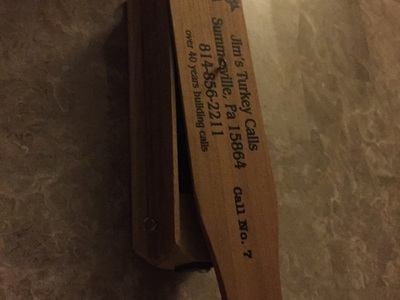 Jim's Turkey Calls
Summerville, Pa 15864
814-856-2211
over 40 years building calls
Call No. 7